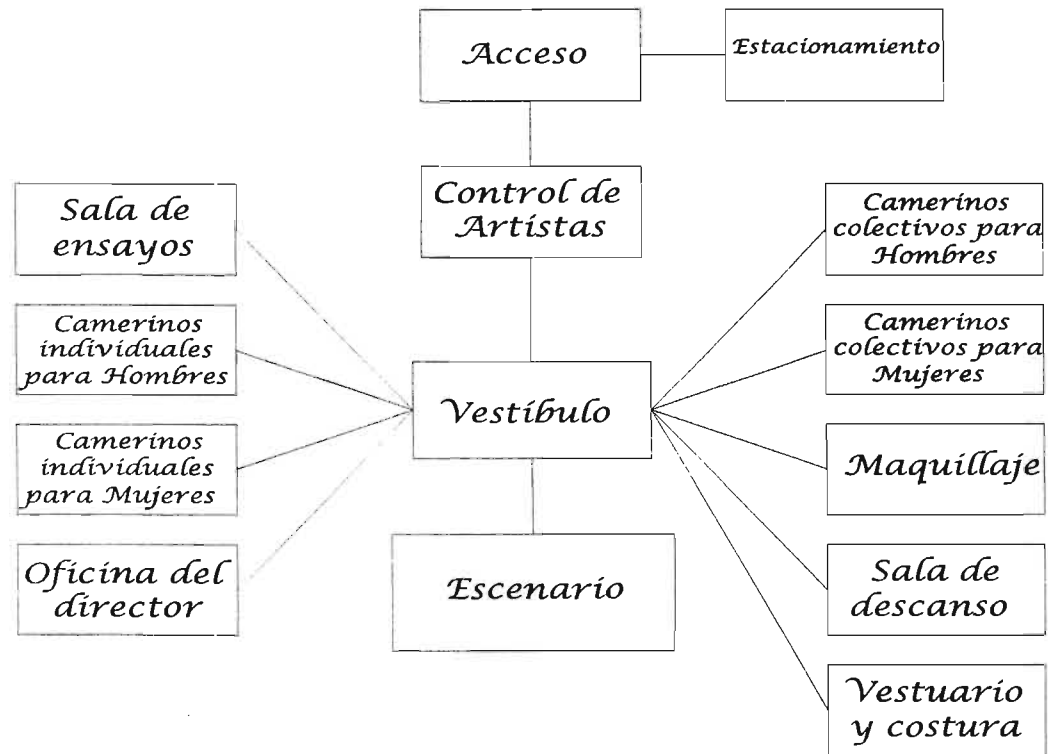 Acceso
Estacionamiento
Control de
Artistas
Sala de
ensayos
Camerinos
individuales
para Hombres
Camerinos
individuales
para Mujeres
Oficina del
director
Vestíbulo
Escenario
Camerinos
colectivos para
Hombres
Camerinos
colectivos para
Mujeres
Maquillaje
Sala de
descanso
Vestuario
y costura